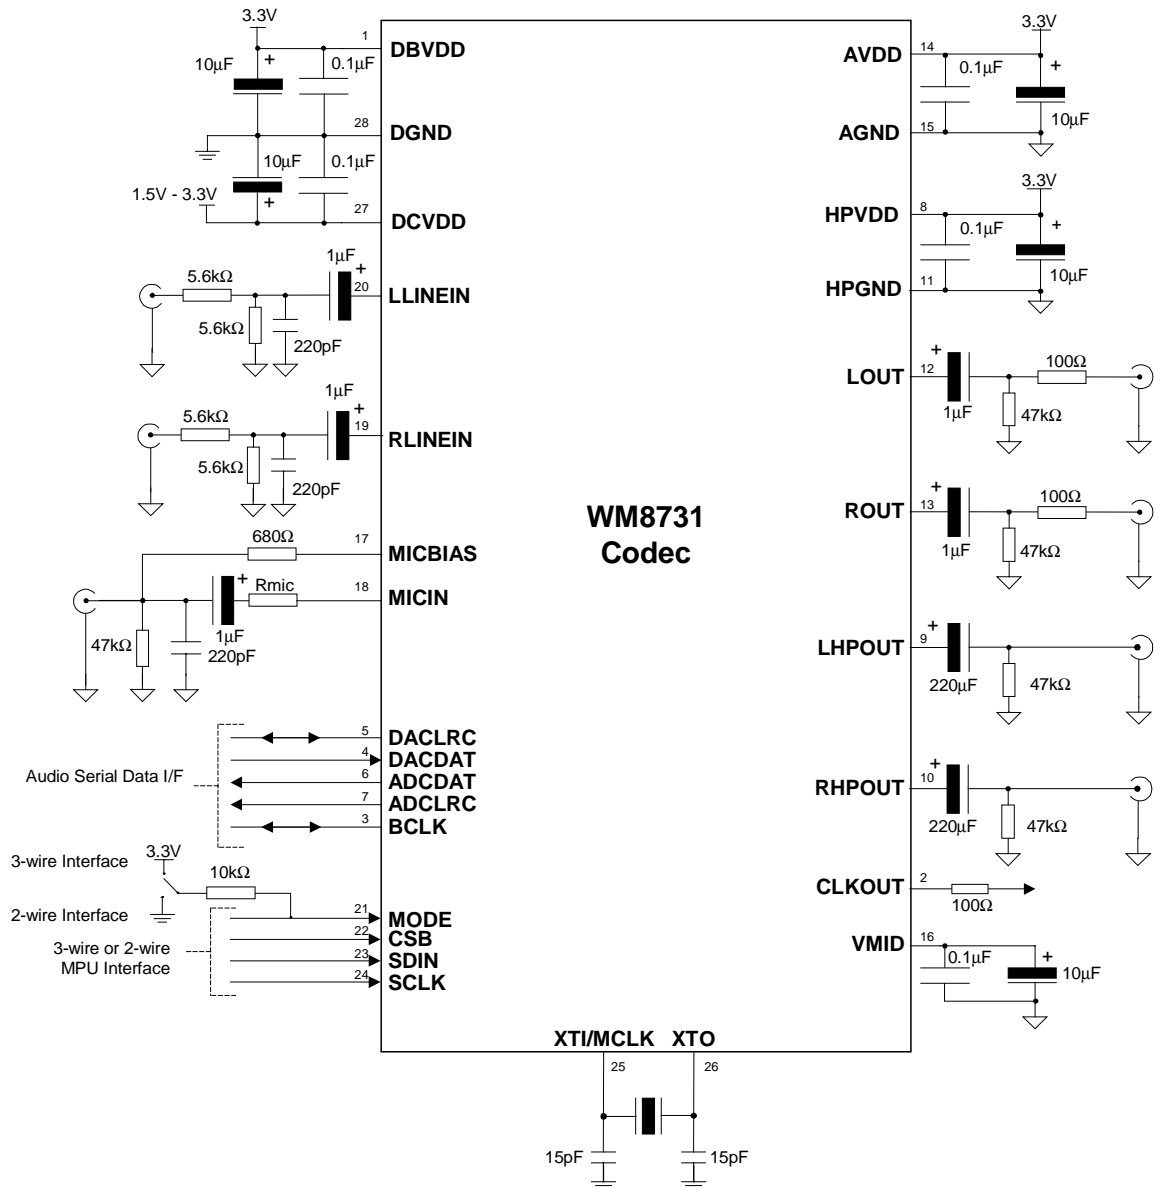 3.3V
1
DBVDD
10µF
+
0.1µF
28
DGND
10µF
+
0.1µF
1.5V - 3.3V
27
DCVDD
1µF
+
5.6kΩ
20
LLINEIN
5.6kΩ
220pF
1µF
+
5.6kΩ
19
RLINEIN
5.6kΩ
220pF
680Ω
17
MICBIAS
+
Rmic
18
MICIN
47kΩ
1µF
220pF
5
DACLRC
4
DACDAT
Audio Serial Data I/F
6
ADCDAT
7
ADCLRC
3
BCLK
3.3V
3-wire Interface
10kΩ
2-wire Interface
21
MODE
22
CSB
3-wire or 2-wire
MPU Interface
23
SDIN
24
SCLK
WM8731
Codec
3.3V
14
AVDD
0.1µF
+
10µF
15
AGND
3.3V
8
HPVDD
0.1µF
+
10µF
11
HPGND
+
100Ω
12
LOUT
1µF
47kΩ
+
100Ω
13
ROUT
1µF
47kΩ
+
9
LHPOUT
220µF
47kΩ
+
10
RHPOUT
220µF
47kΩ
2
CLKOUT
100Ω
16
VMID
0.1µF
+
10µF
XTI/MCLK
XTO
25
26
15pF
15pF